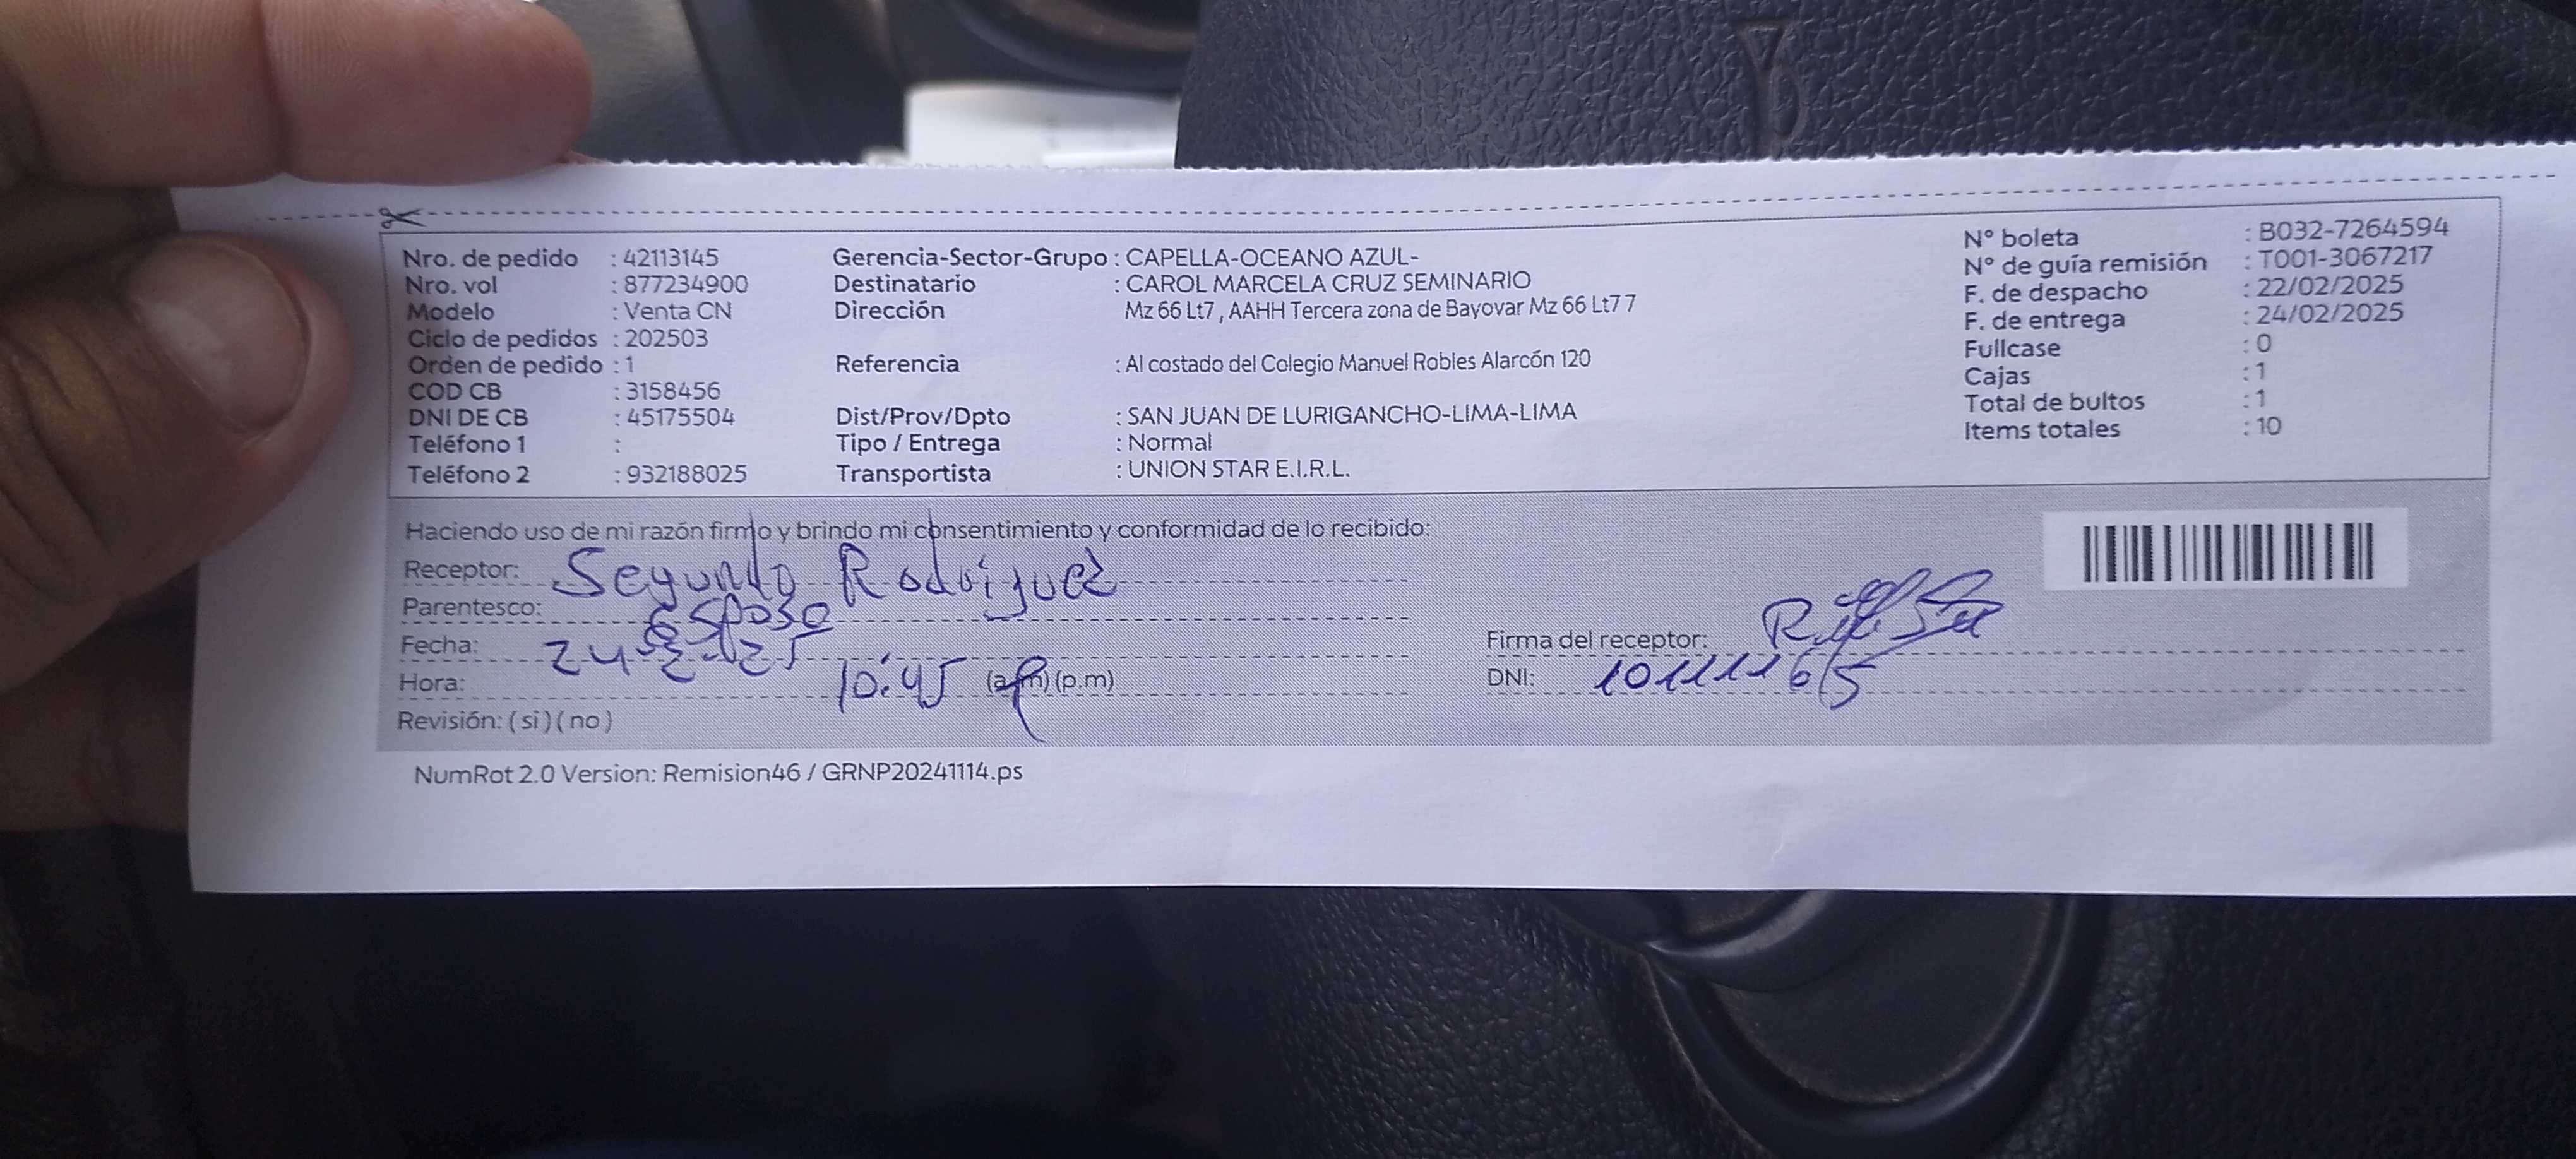 Nro. de pedido : 42113145
Nro. vol : 877234900
Modelo : Venta CN
Ciclo de pedidos : 202503
Orden de pedido : 1
COD CB : 3158456
DNI DE CB : 45175504
Teléfono 1 :
Teléfono 2 : 932188025
Gerencia-Sector-Grupo : CAPELLA-OCEANO AZUL-
Destinatario : CAROL MARCELA CRUZ SEMINARIO
Dirección Mz 66 Lt7 , AAHH Tercera zona de Bayovar Mz 66 Lt7 7
Referencia : Al costado del Colegio Manuel Robles Alarcón 120
Dist/Prov/Dpto : SAN JUAN DE LURIGANCHO-LIMA-LIMA
Tipo / Entrega : Normal
Transportista : UNION STAR E.I.R.L.
N° boleta : B032-7264594
N° de guía remisión : T001-3067217
F. de despacho : 22/02/2025
F. de entrega : 24/02/2025
Fullcase : 0
Cajas : 1
Total de bultos : 1
Items totales : 10
Haciendo uso de mi razón firmo y brindo mi consentimiento y conformidad de lo recibido:
Receptor: Segundo Rodriguez
Parentesco: esposo
Fecha: 24-2-25
Hora: 10:45 (a.m) (p.m)
Revisión: ( si ) ( no )
Firma del receptor:
DNI: 10111165
NumRot 2.0 Version: Remision46 / GRNP20241114.ps